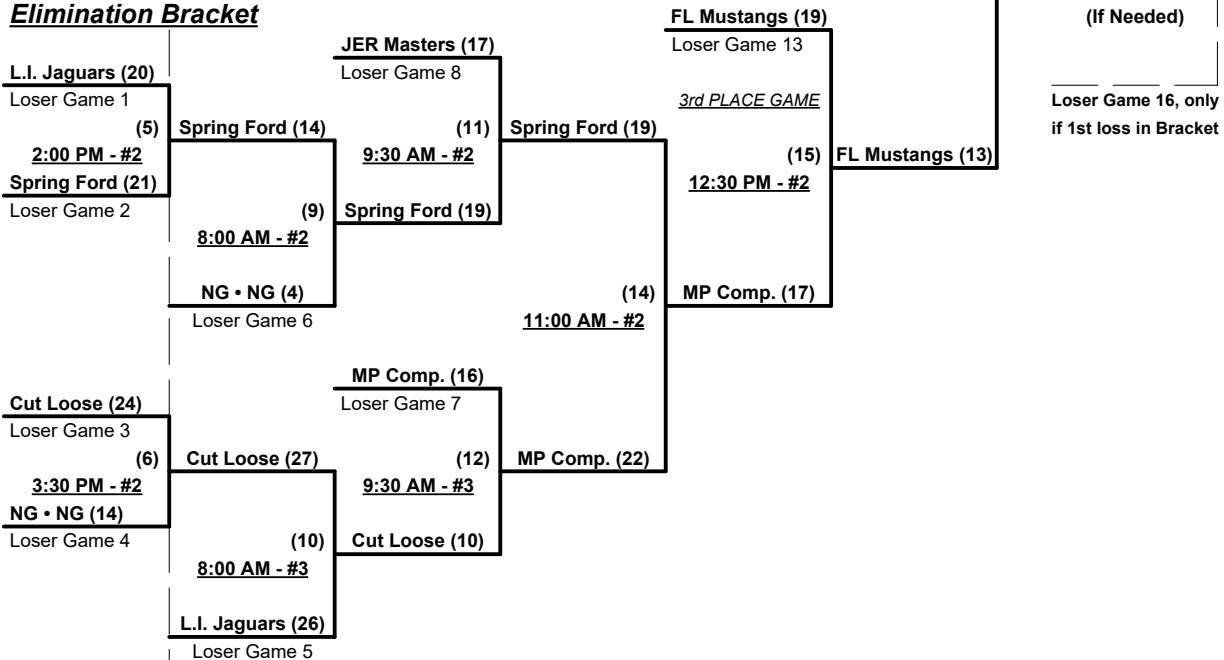 Elimination Bracket
FL Mustangs (19)
(If Needed)
JER Masters (17)
Loser Game 13
L.I. Jaguars (20)
Loser Game 8
Loser Game 1
3rd PLACE GAME
Loser Game 16, only
(5)
Spring Ford (14)
(11)
Spring Ford (19)
if 1st loss in Bracket
2:00 PM - #2
9:30 AM - #2
(15)
FL Mustangs (13)
Spring Ford (21)
12:30 PM - #2
Loser Game 2
(9)
Spring Ford (19)
8:00 AM - #2
NG • NG (4)
(14)
MP Comp. (17)
Loser Game 6
11:00 AM - #2
MP Comp. (16)
Cut Loose (24)
Loser Game 7
Loser Game 3
(6)
Cut Loose (27)
(12)
MP Comp. (22)
3:30 PM - #2
9:30 AM - #3
NG • NG (14)
Loser Game 4
(10)
Cut Loose (10)
8:00 AM - #3
L.I. Jaguars (26)
Loser Game 5